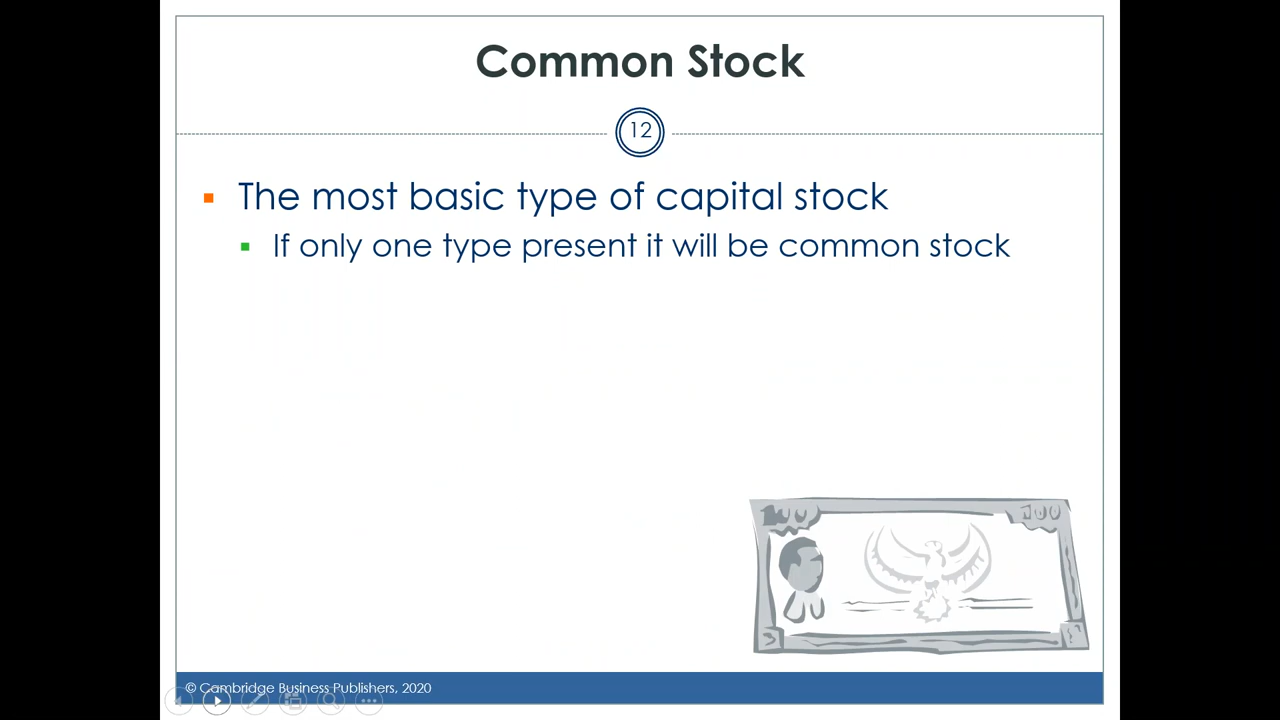 Common Stock
12
The most basic type of capital stock
If only one type present it will be common stock
© Cambridge Business Publishers, 2020